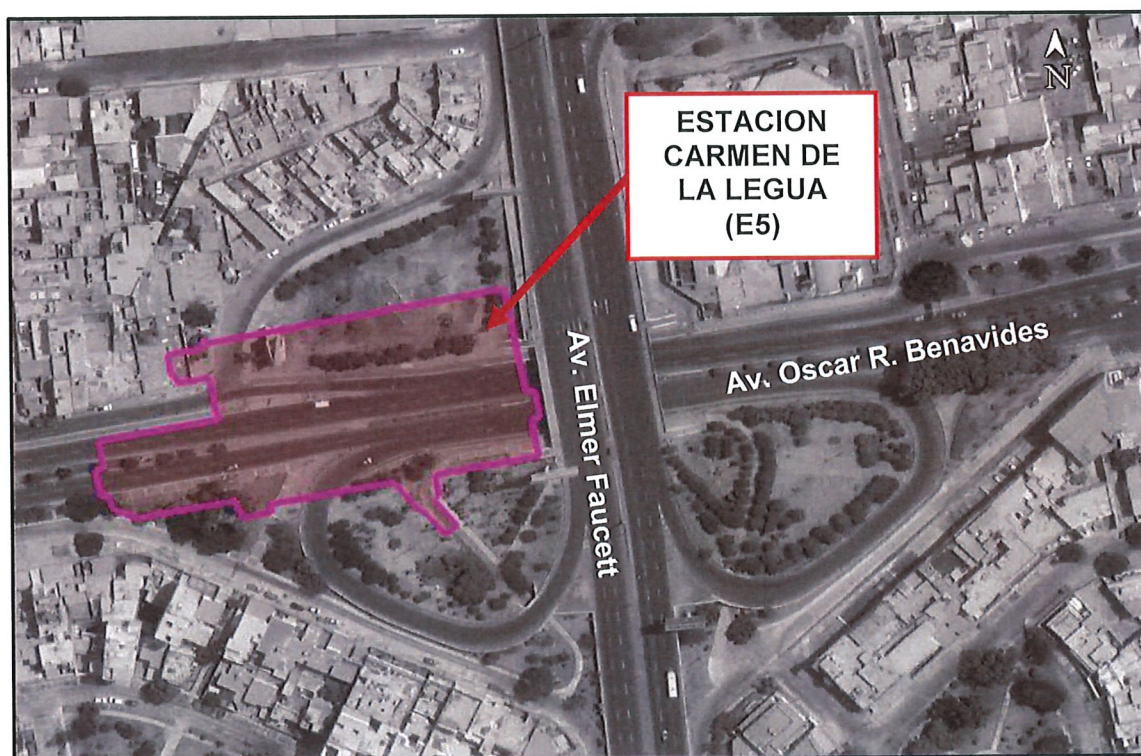 N
ESTACION
CARMEN DE
LA LEGUA
(E5)
Av. Oscar R. Benavides
Av. Elmer Faucett